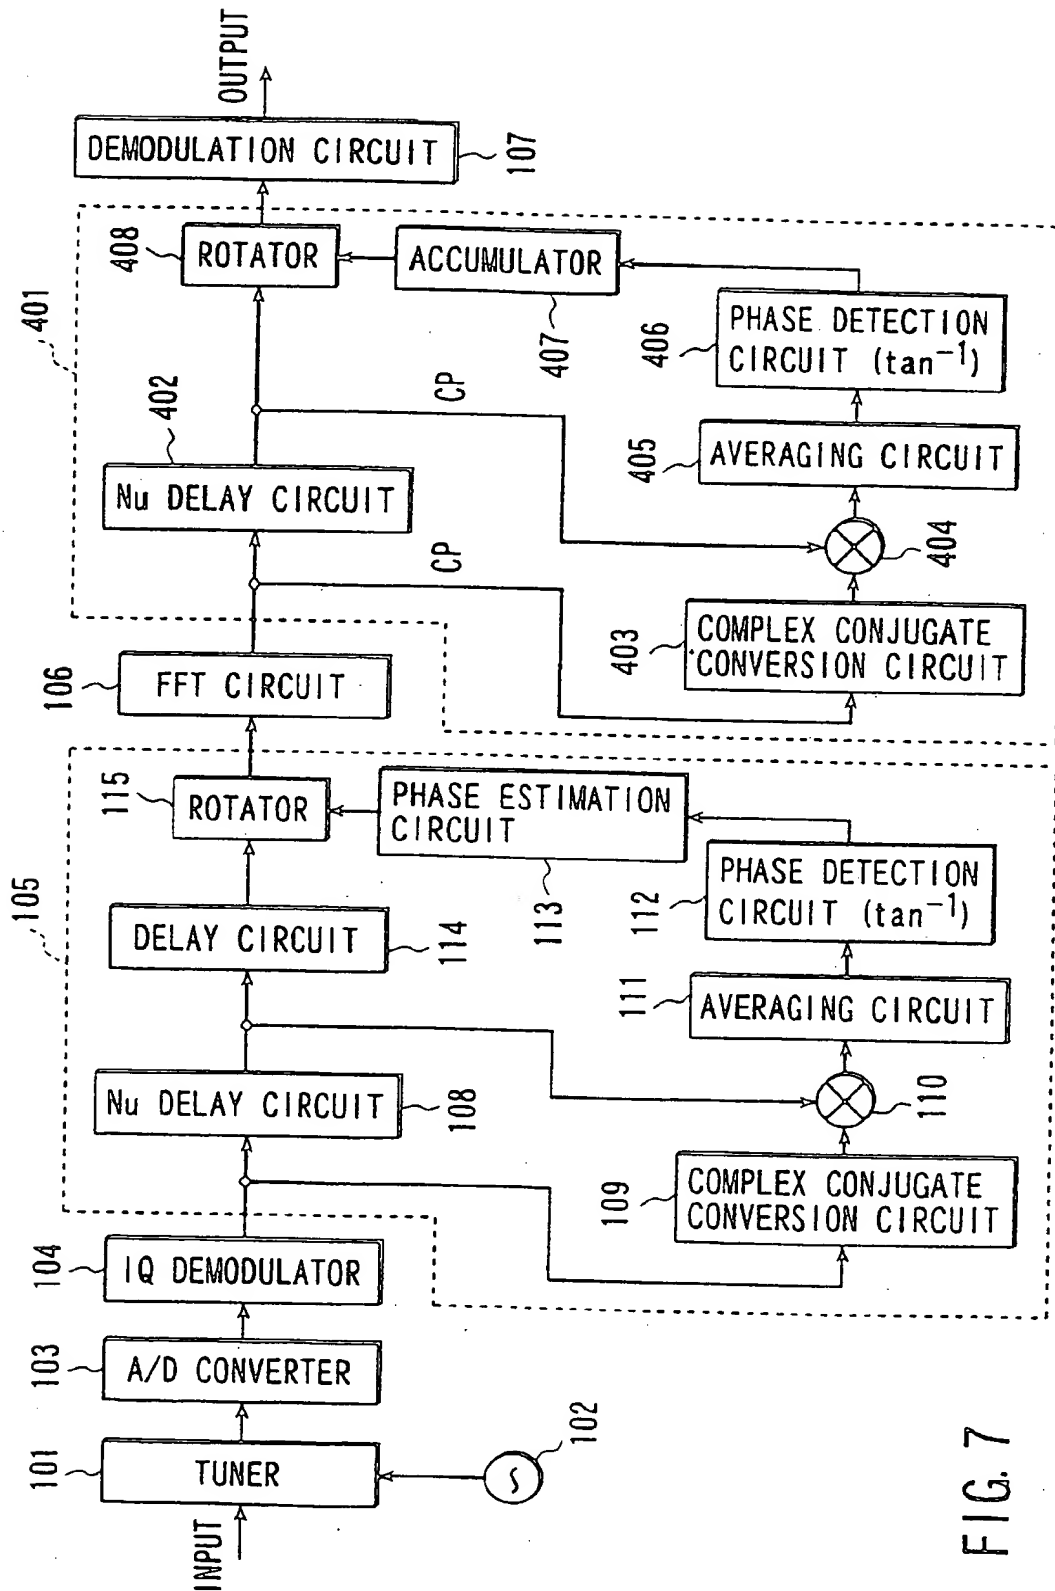 INPUT
101
TUNER
102
103
A/D CONVERTER
104
IQ DEMODULATOR
105
Nu DELAY CIRCUIT
108
DELAY CIRCUIT
114
115
ROTATOR
109
COMPLEX CONJUGATE
CONVERSION CIRCUIT
110
111
AVERAGING CIRCUIT
112
PHASE DETECTION
CIRCUIT (tan⁻¹)
PHASE ESTIMATION
CIRCUIT
113
106
FFT CIRCUIT
401
CP
Nu DELAY CIRCUIT
402
CP
408
ROTATOR
403
COMPLEX CONJUGATE
CONVERSION CIRCUIT
404
405
AVERAGING CIRCUIT
406
PHASE DETECTION
CIRCUIT (tan⁻¹)
ACCUMULATOR
407
DEMODULATION CIRCUIT
107
OUTPUT
FIG. 7